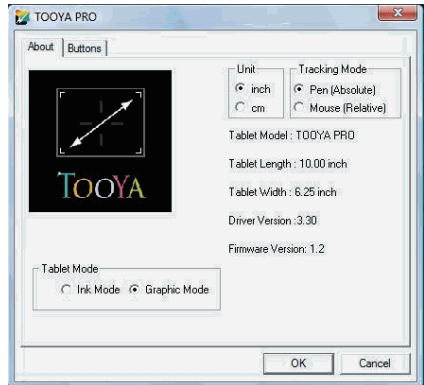 TOOYA PRO
About
Buttons
Unit
inch
cm
Tracking Mode
Pen (Absolute)
Mouse (Relative)
TOOYA
Tablet Model : TOOYA PRO
Tablet Length : 10.00 inch
Tablet Width : 6.25 inch
Driver Version :3.30
Firmware Version: 1.2
Tablet Mode
Ink Mode
Graphic Mode
OK
Cancel